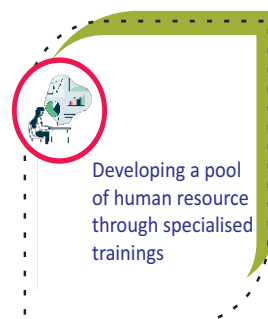 Developing a pool
of human resource
through specialised
trainings